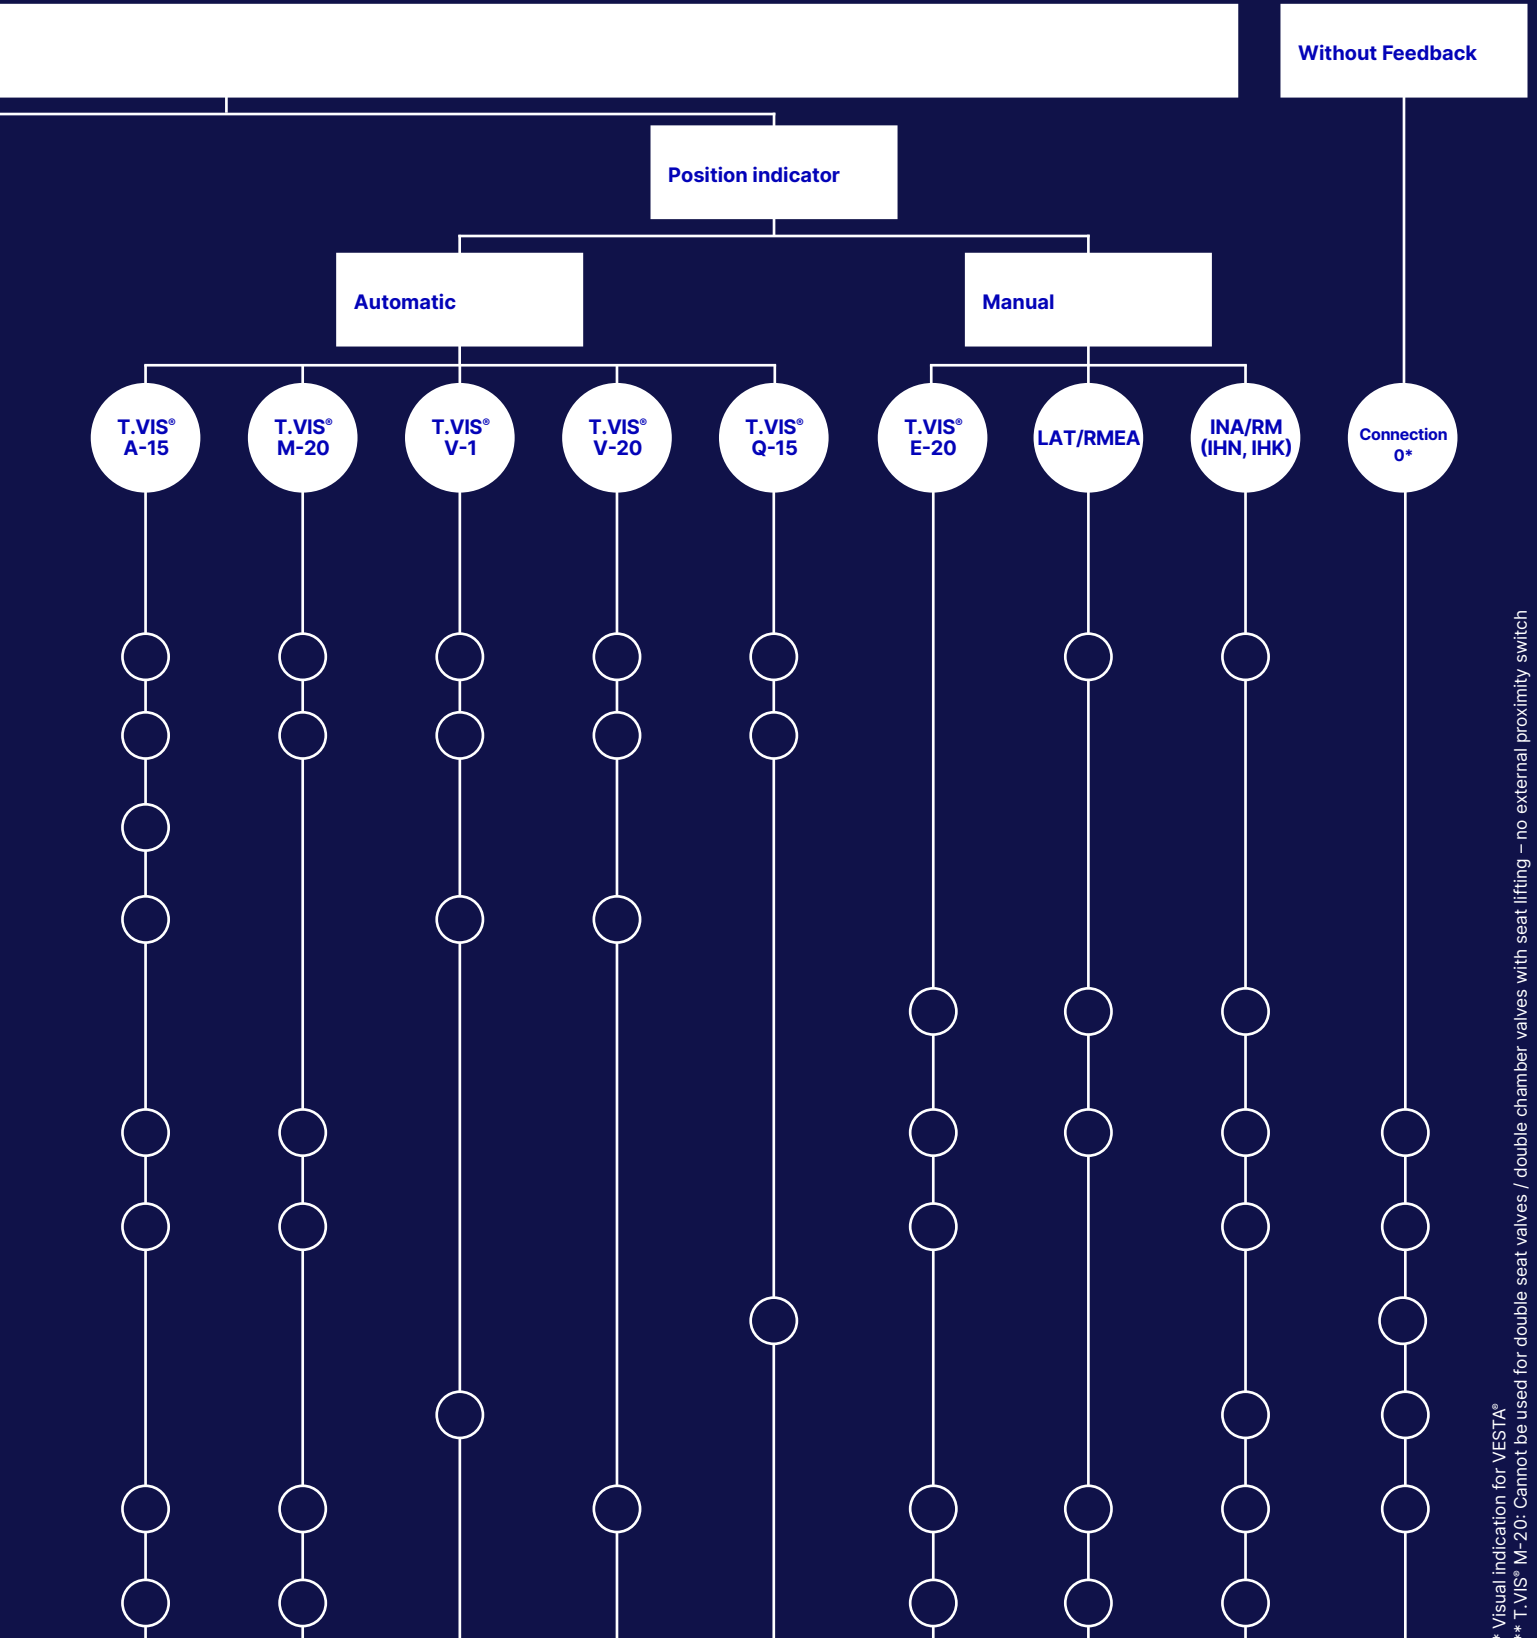 Without Feedback
Position indicator
Automatic
Manual
T.VIS®
A-15
T.VIS®
M-20
T.VIS®
V-1
T.VIS®
V-20
T.VIS®
Q-15
T.VIS®
E-20
LAT/RMEA
INA/RM
(IHN, IHK)
Connection
0*
* Visual indication for VESTA®
** T.VIS® M-20: Cannot be used for double seat valves / double chamber valves with seat lifting – no external proximity switch